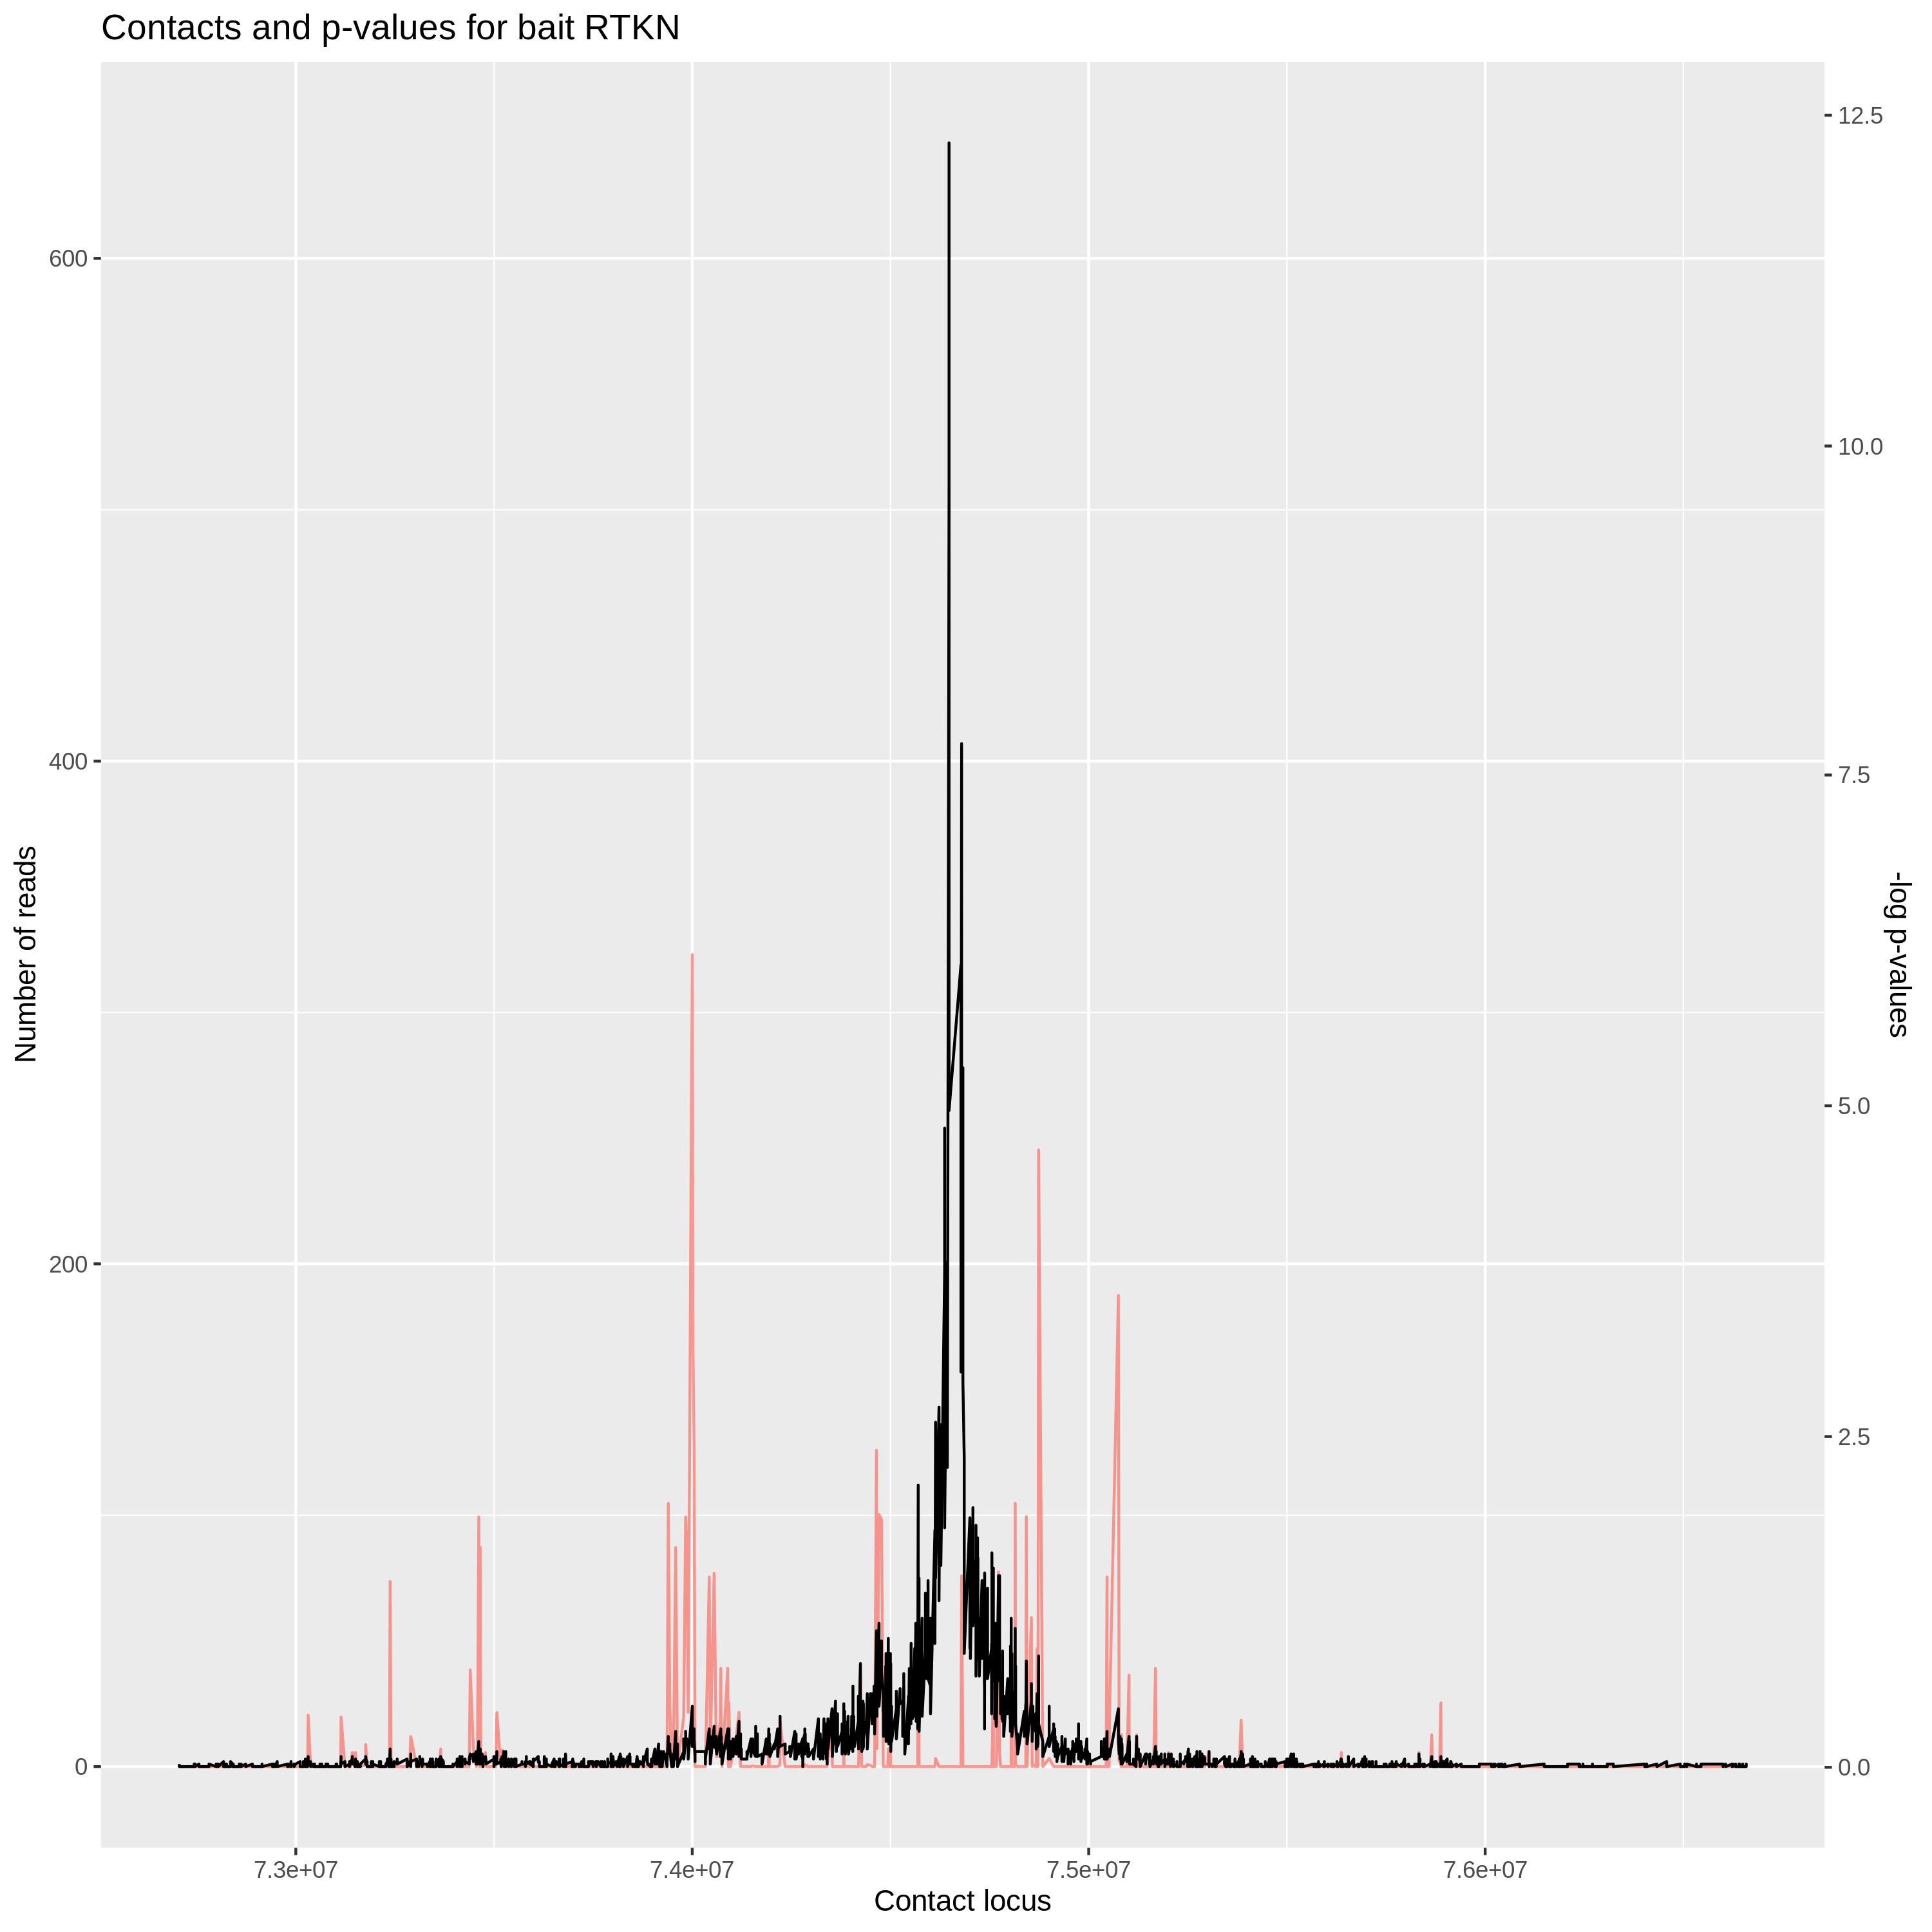 Contacts and p-values for bait RTKN
12.5
600
10.0
400
7.5
Number of reads
-log p-values
5.0
200
2.5
0
0.0
7.3e+07
7.4e+07
7.5e+07
7.6e+07
Contact locus